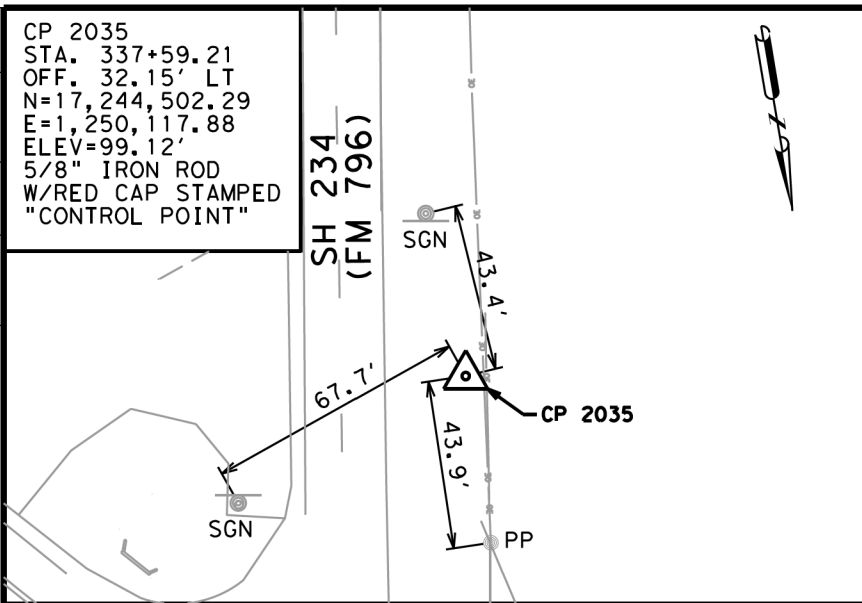 CP 2035
STA. 337+59.21
OFF. 32.15' LT
N=17,244,502.29
E=1,250,117.88
ELEV=99.12'
5/8" IRON ROD
W/RED CAP STAMPED
"CONTROL POINT"
SH 234
(FM 796)
N
SGN
43.4'
67.7'
CP 2035
43.9'
SGN
PP